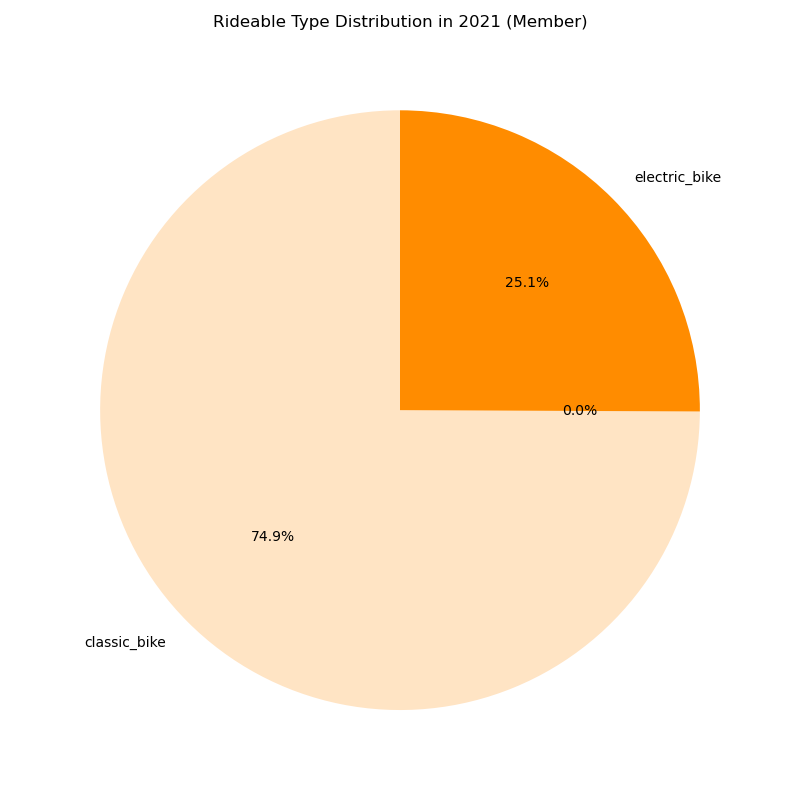 Rideable Type Distribution in 2021 (Member)
electric_bike
25.1%
0.0%
74.9%
classic_bike